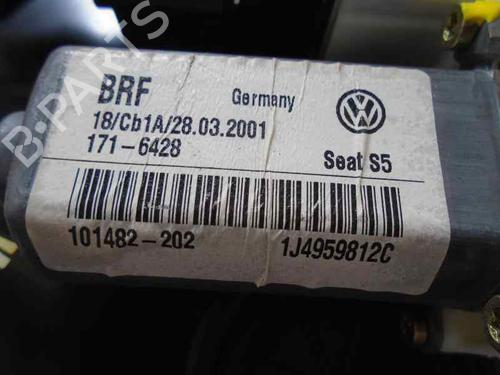 BRF Germany
18/Cb1A/28.03.2001
171-6428 Seat S5
101482-202 1J4959812C
B-PARTS